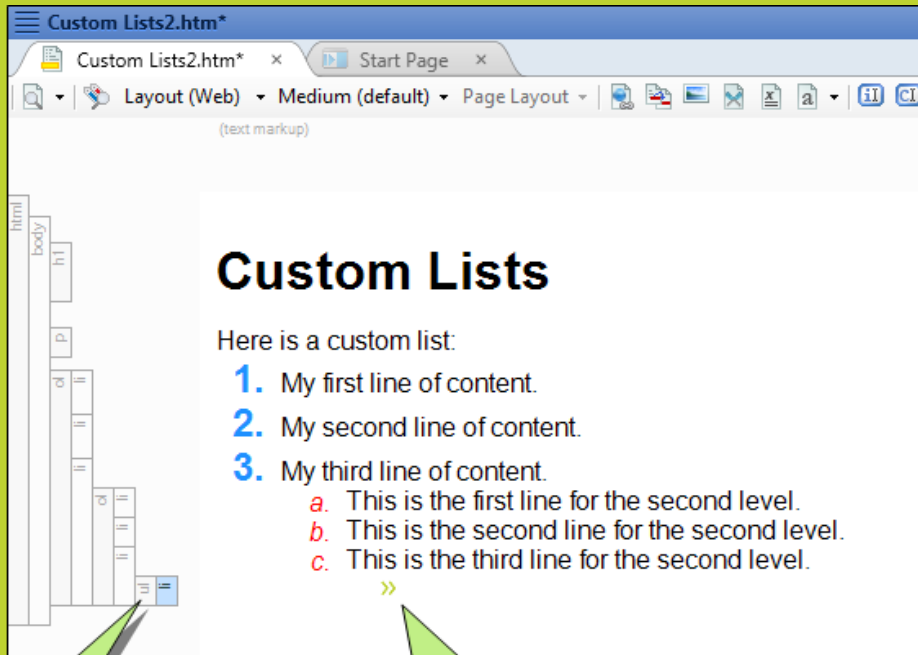 Custom Lists2.htm*
Custom Lists2.htm* × Start Page ×
Layout (Web) Medium (default) Page Layout x a iI CI
(text markup)
html
body
h1
Custom Lists
p
Here is a custom list:
ol li
1. My first line of content.
li
2. My second line of content.
li
3. My third line of content.
ol li
a. This is the first line for the second level.
li
b. This is the second line for the second level.
li
c. This is the third line for the second level.
ul li
»